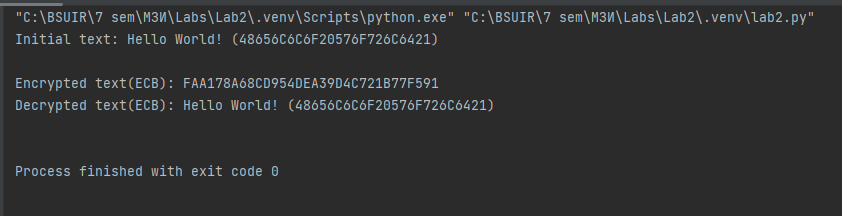 "C:\BSUIR\7 sem\МЗИ\Labs\Lab2\.venv\Scripts\python.exe" "C:\BSUIR\7 sem\МЗИ\Labs\Lab2\.venv\lab2.py"
Initial text: Hello World! (48656C6C6F20576F726C6421)
Encrypted text(ECB): FAA178A68CD954DEA39D4C721B77F591
Decrypted text(ECB): Hello World! (48656C6C6F20576F726C6421)
Process finished with exit code 0